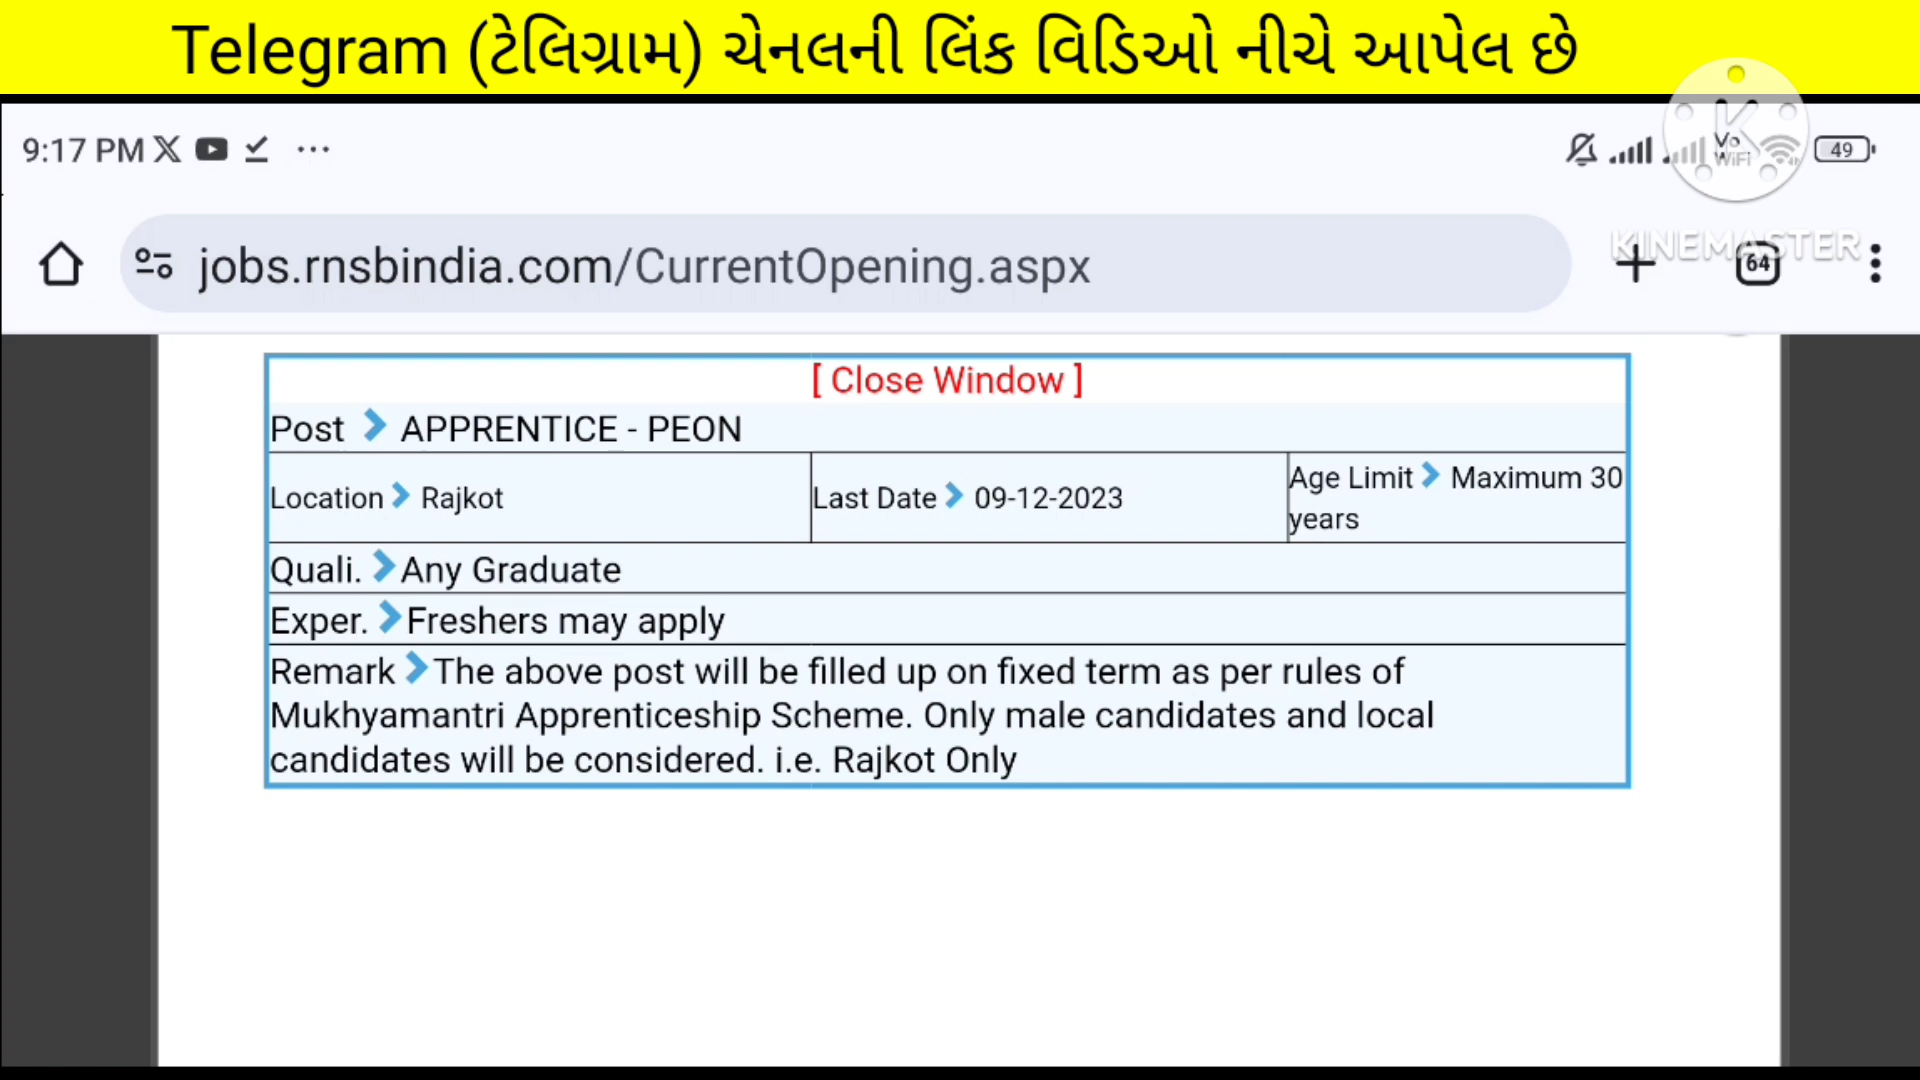 Telegram (ટેલિગ્રામ) ચેનલની લિંક વિડિઓ નીચે આપેલ છે
9:17 PM
Vo
WiFi
49
jobs.rnsbindia.com/CurrentOpening.aspx
64
KINEMASTER
[ Close Window ]
Post APPRENTICE - PEON
Location Rajkot
Last Date 09-12-2023
Age Limit Maximum 30
years
Quali. Any Graduate
Exper. Freshers may apply
Remark The above post will be filled up on fixed term as per rules of
Mukhyamantri Apprenticeship Scheme. Only male candidates and local
candidates will be considered. i.e. Rajkot Only